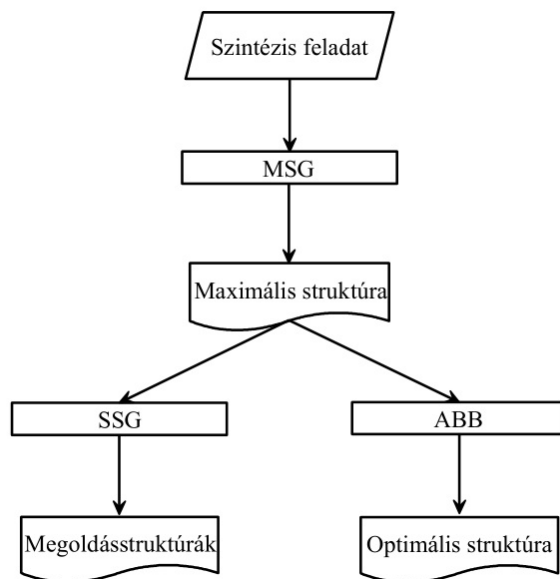 Szintézis feladat
MSG
Maximális struktúra
SSG
ABB
Megoldásstruktúrák
Optimális struktúra